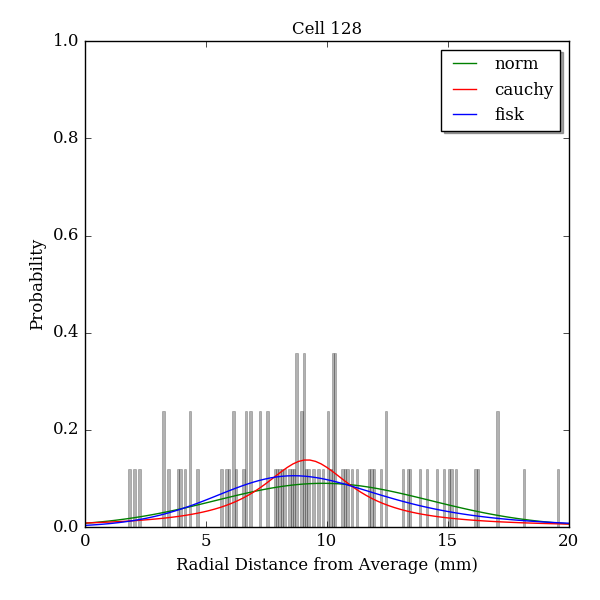 Cell 128
1.0
0.8
0.6
0.4
0.2
0.0
Probability
norm
cauchy
fisk
0 5 10 15 20
Radial Distance from Average (mm)